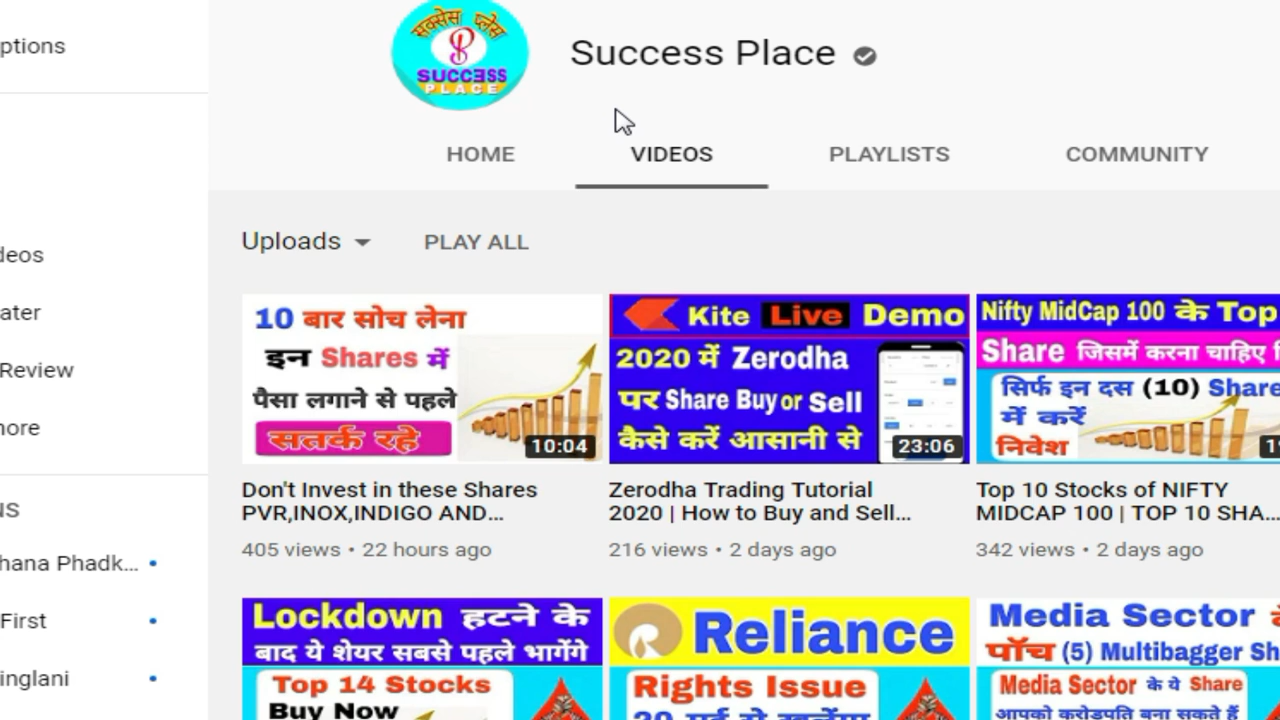 ptions
सक्सेस प्लेस
SUCCESS
PLACE
Success Place
HOME
VIDEOS
PLAYLISTS
COMMUNITY
deos
ater
Review
nore
NS
hana Phadk...
First
inglani
Uploads
PLAY ALL
10 बार सोच लेना
इन Shares में
पैसा लगाने से पहले
सतर्क रहे
10:04
Don't Invest in these Shares
PVR,INOX,INDIGO AND...
405 views • 22 hours ago
Kite Live Demo
2020 में Zerodha
पर Share Buy or Sell
कैसे करें आसानी से
23:06
Zerodha Trading Tutorial
2020 | How to Buy and Sell...
216 views • 2 days ago
Nifty MidCap 100 के Top
Share जिसमें करना चाहिए
सिर्फ इन दस (10) Share
में करें
निवेश
Top 10 Stocks of NIFTY
MIDCAP 100 | TOP 10 SHA...
342 views • 2 days ago
Lockdown हटने के
बाद ये शेयर सबसे पहले भागेंगे
Top 14 Stocks
Buy Now
Reliance
Rights Issue
Media Sector
पाँच (5) Multibagger Sh
Media Sector के ये Share
आपको करोडपति बना सकते हैं